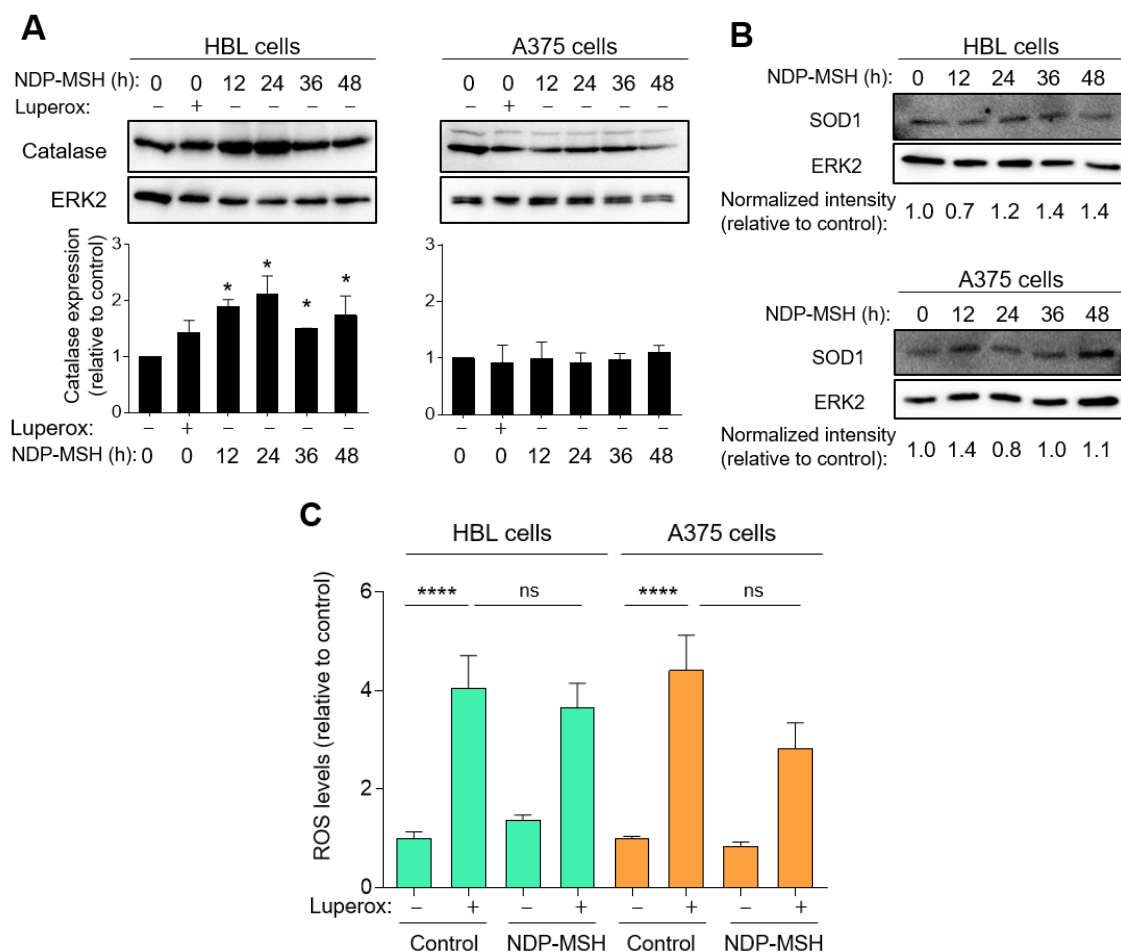 A
HBL cells
A375 cells
NDP-MSH (h): 0 0 12 24 36 48
0 0 12 24 36 48
Luperox: – + – – – –
– + – – – –
Catalase
ERK2
Catalase expression
(relative to control)
3
2
1
0
* * * *
3
2
1
0
Luperox: – + – – – –
– + – – – –
NDP-MSH (h): 0 0 12 24 36 48
0 0 12 24 36 48
B
HBL cells
NDP-MSH (h): 0 12 24 36 48
SOD1
ERK2
Normalized intensity
(relative to control): 1.0 0.7 1.2 1.4 1.4
A375 cells
NDP-MSH (h): 0 12 24 36 48
SOD1
ERK2
Normalized intensity
(relative to control): 1.0 1.4 0.8 1.0 1.1
C
HBL cells
A375 cells
ROS levels (relative to control)
6
4
2
0
**** ns **** ns
Luperox: – + – + – + – +
Control NDP-MSH Control NDP-MSH